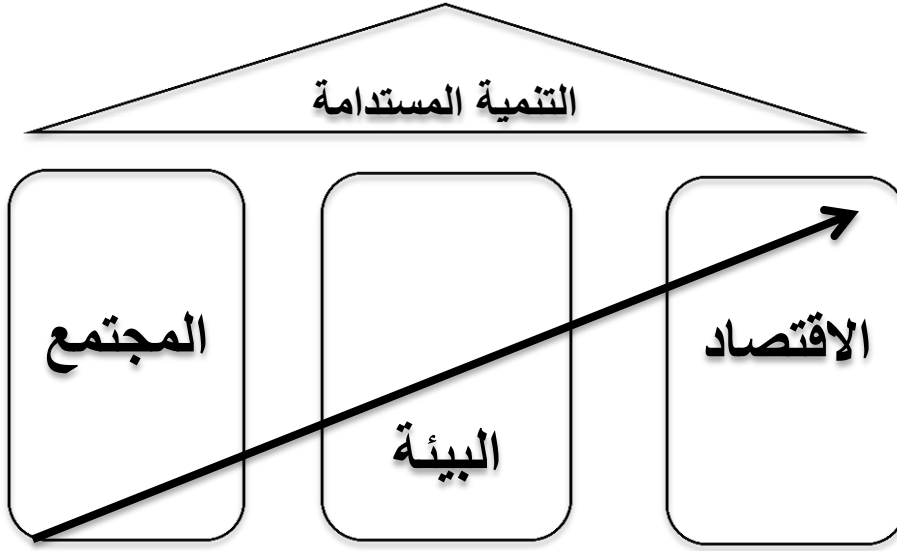 التنمية المستدامة
الاقتصاد
البيئة
المجتمع